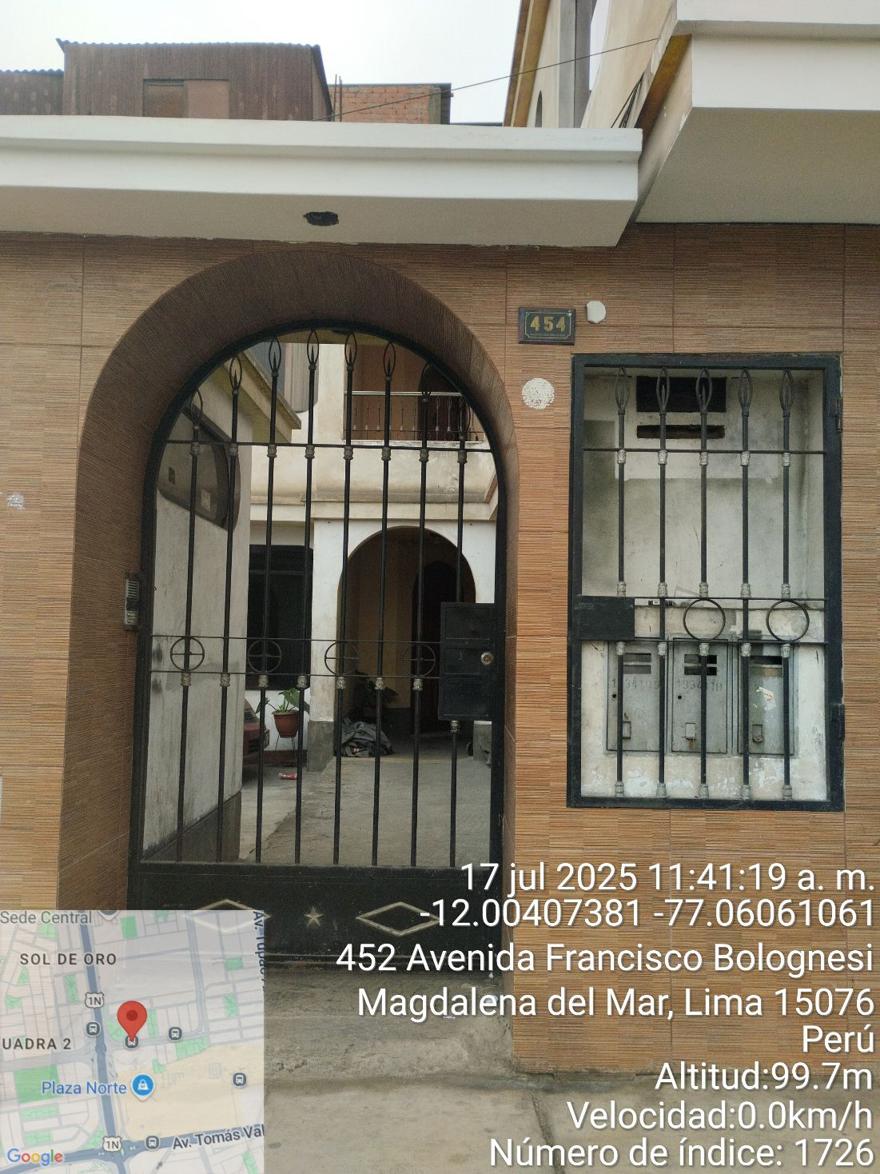 454
17 jul 2025 11:41:19 a. m.
-12.00407381 -77.06061061
452 Avenida Francisco Bolognesi
Magdalena del Mar, Lima 15076
Perú
Altitud:99.7m
Velocidad:0.0km/h
Número de índice: 1726
Sede Central
SOL DE ORO
1N
UADRA 2
Plaza Norte
1N
Av. Tomás Val
Google